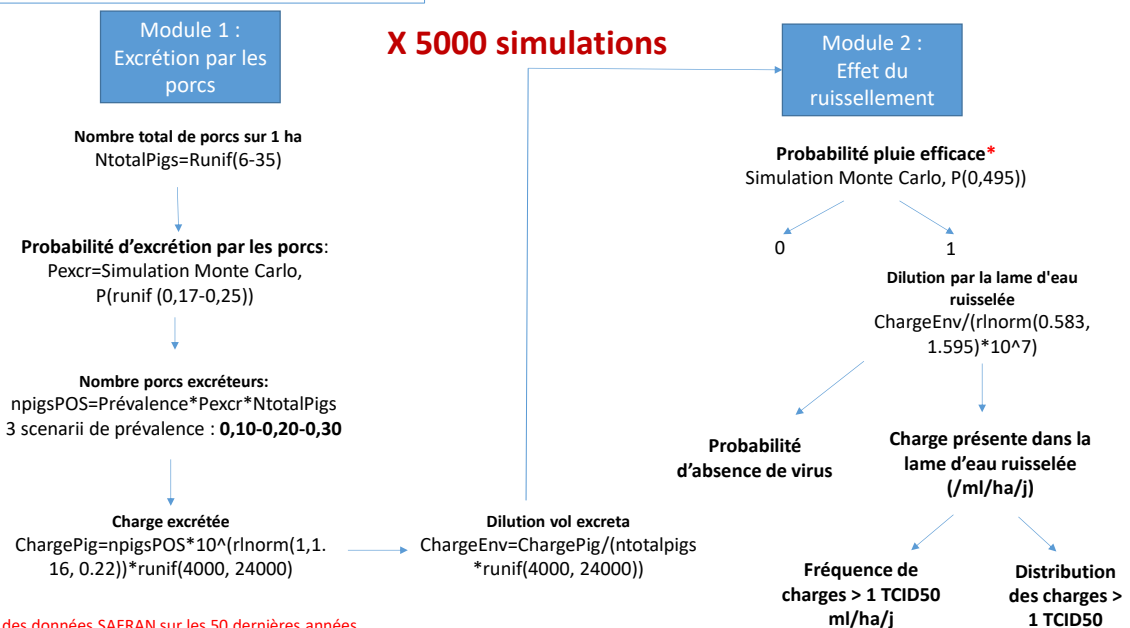 Module 1 :
Excrétion par les
porcs
X 5000 simulations
Module 2 :
Effet du
ruissellement
Nombre total de porcs sur 1 ha
NtotalPigs=Runif(6-35)
Probabilité d'excrétion par les porcs:
Pexcr=Simulation Monte Carlo,
P(runif (0,17-0,25))
Nombre porcs excréteurs:
npigsPOS=Prévalence*Pexcr*NtotalPigs
3 scenarii de prévalence : 0,10-0,20-0,30
Charge excrétée
ChargePig=npigsPOS*10^(rlnorm(1,1.
16, 0.22))*runif(4000, 24000)
Dilution vol excreta
ChargeEnv=ChargePig/(ntotalpigs
*runif(4000, 24000))
Probabilité pluie efficace*
Simulation Monte Carlo, P(0,495))
0
1
Dilution par la lame d'eau
ruisselée
ChargeEnv/(rlnorm(0.583,
1.595)*10^7)
Probabilité
d'absence de virus
Charge présente dans la
lame d'eau ruisselée
(/ml/ha/j)
Fréquence de
charges > 1 TCID50
ml/ha/j
Distribution
des charges >
1 TCID50
des données SAFRAN sur les 50 dernières années